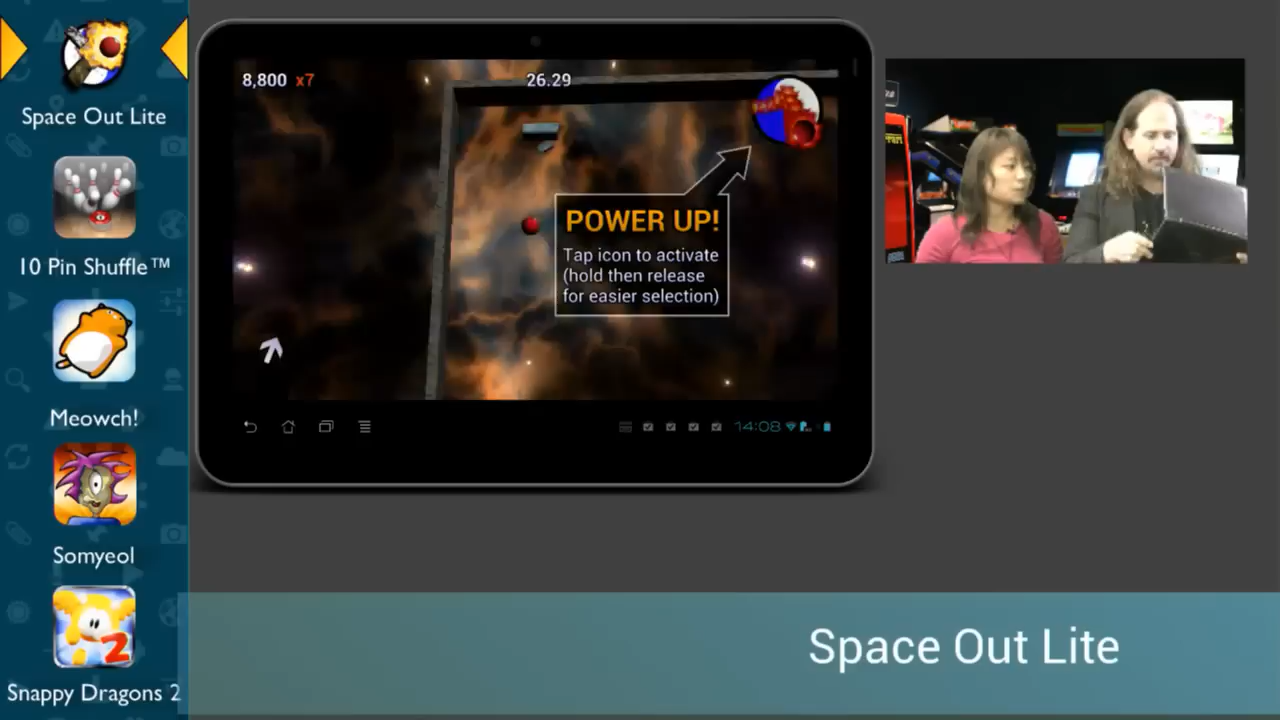 Space Out Lite
10 Pin Shuffle™
Meowch!
Somyeol
2
Snappy Dragons 2
8,800 x7
26.29
POWER UP!
Tap icon to activate
(hold then release
for easier selection)
14:08
Space Out Lite